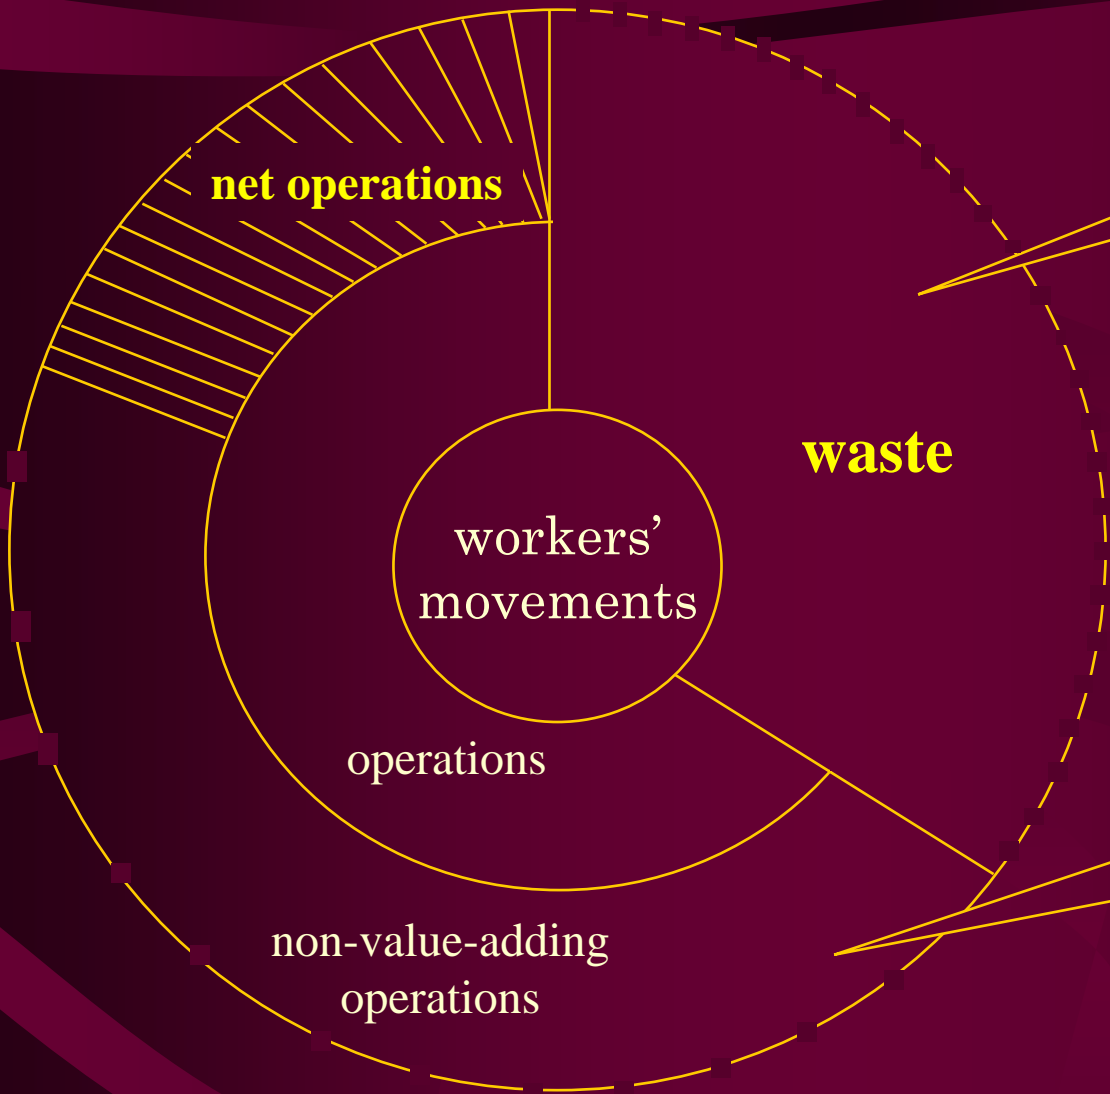 net operations
waste
workers’
movements
operations
non-value-adding
operations